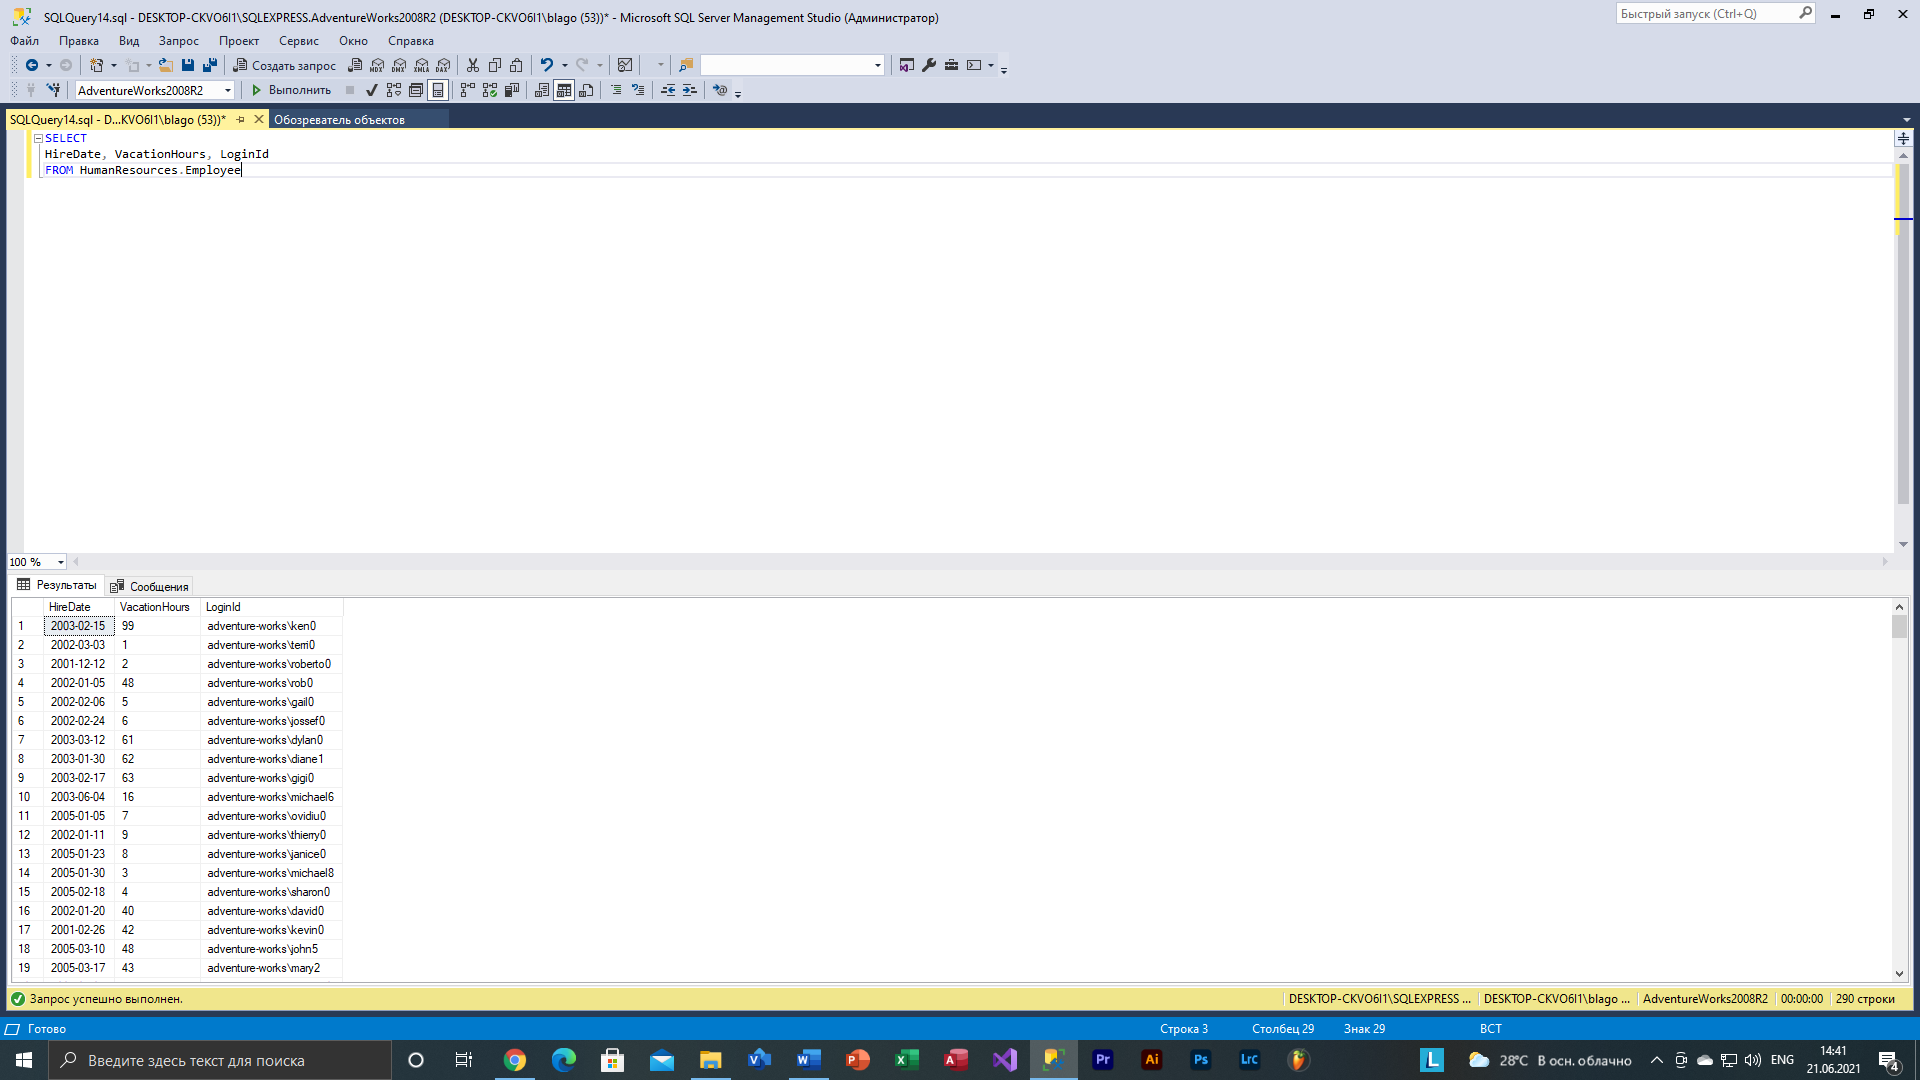 SQLQuery14.sql - DESKTOP-CKVO6I1\SQLEXPRESS.AdventureWorks2008R2 (DESKTOP-CKVO6I1\blago (53))* - Microsoft SQL Server Management Studio (Администратор)
Быстрый запуск (Ctrl+Q)
Файл Правка Вид Запрос Проект Сервис Окно Справка
Создать запрос MDX DMX XMLA DAX
AdventureWorks2008R2 Выполнить
SQLQuery14.sql - D...KVO6I1\blago (53))* Обозреватель объектов
SELECT
HireDate, VacationHours, LoginId
FROM HumanResources.Employee
100 %
Результаты Сообщения
HireDate VacationHours LoginId
1 2003-02-15 99 adventure-works\ken0
2 2002-03-03 1 adventure-works\terri0
3 2001-12-12 2 adventure-works\roberto0
4 2002-01-05 48 adventure-works\rob0
5 2002-02-06 5 adventure-works\gail0
6 2002-02-24 6 adventure-works\jossef0
7 2003-03-12 61 adventure-works\dylan0
8 2003-01-30 62 adventure-works\diane1
9 2003-02-17 63 adventure-works\gigi0
10 2003-06-04 16 adventure-works\michael6
11 2005-01-05 7 adventure-works\ovidiu0
12 2002-01-11 9 adventure-works\thierry0
13 2005-01-23 8 adventure-works\janice0
14 2005-01-30 3 adventure-works\michael8
15 2005-02-18 4 adventure-works\sharon0
16 2002-01-20 40 adventure-works\david0
17 2001-02-26 42 adventure-works\kevin0
18 2005-03-10 48 adventure-works\john5
19 2005-03-17 43 adventure-works\mary2
Запрос успешно выполнен. DESKTOP-CKVO6I1\SQLEXPRESS ... DESKTOP-CKVO6I1\blago ... AdventureWorks2008R2 00:00:00 290 строки
Готово Строка 3 Столбец 29 Знак 29 ВСТ
Введите здесь текст для поиска Pr Ai Ps Lrc L 28°C В осн. облачно ENG 14:41
21.06.2021 4